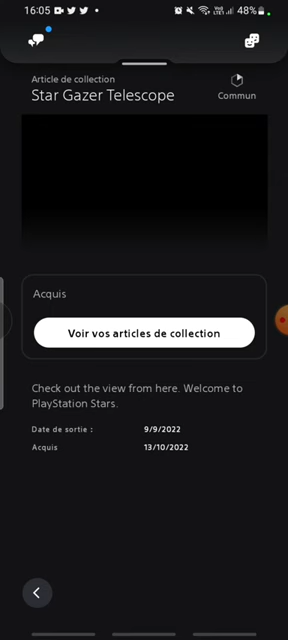 16:05 48%
Article de collection
Star Gazer Telescope
Commun
Acquis
Voir vos articles de collection
Check out the view from here. Welcome to
PlayStation Stars.
Date de sortie : 9/9/2022
Acquis 13/10/2022